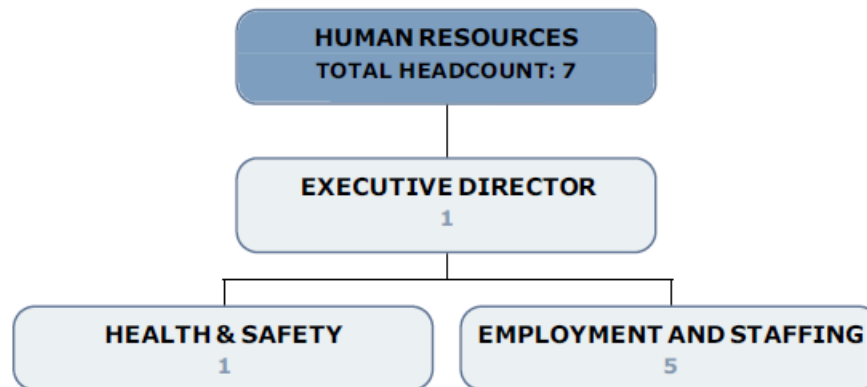 HUMAN RESOURCES
TOTAL HEADCOUNT: 7
EXECUTIVE DIRECTOR
1
HEALTH & SAFETY
1
EMPLOYMENT AND STAFFING
5